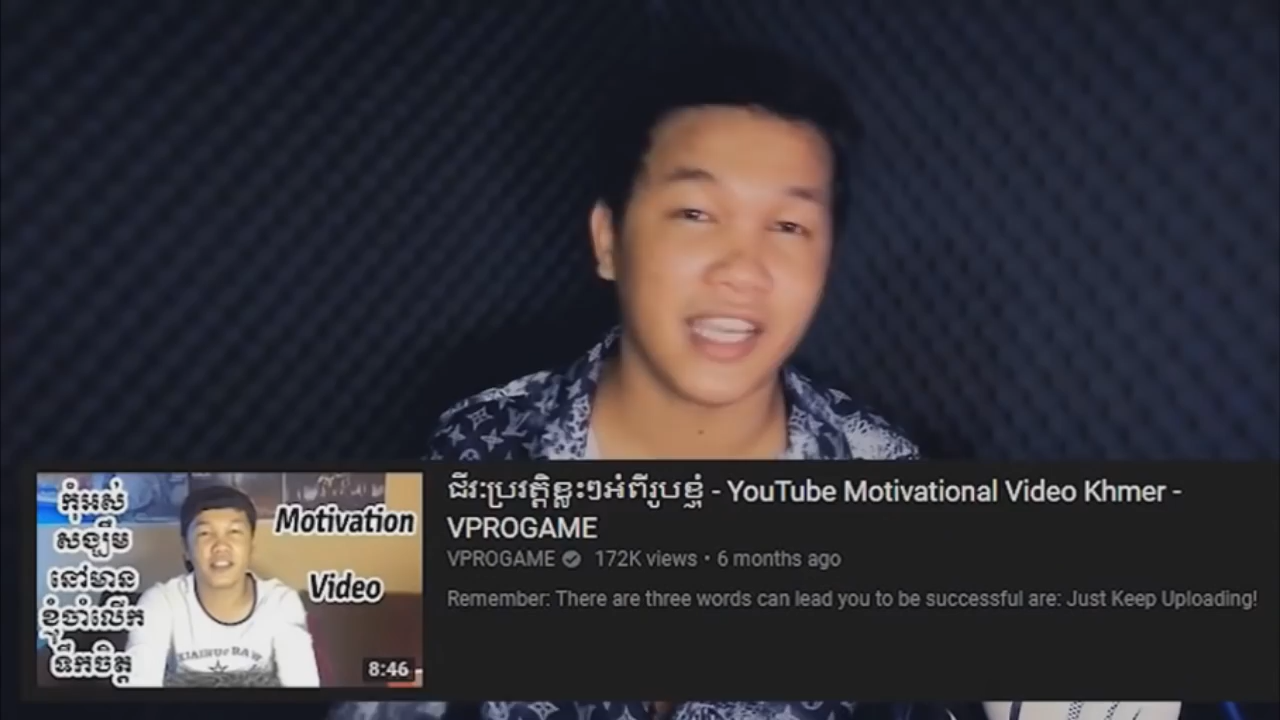 កុំអស់
សង្ឃឹម
នៅមាន
ខ្ញុំចាំលើក
ទឹកចិត្ត
Motivation
Video
XIAIHUE RAW
8:46
ជីវៈប្រវត្តិខ្លះៗអំពីរូបខ្ញុំ - YouTube Motivational Video Khmer -
VPROGAME
VPROGAME 172K views • 6 months ago
Remember: There are three words can lead you to be successful are: Just Keep Uploading!